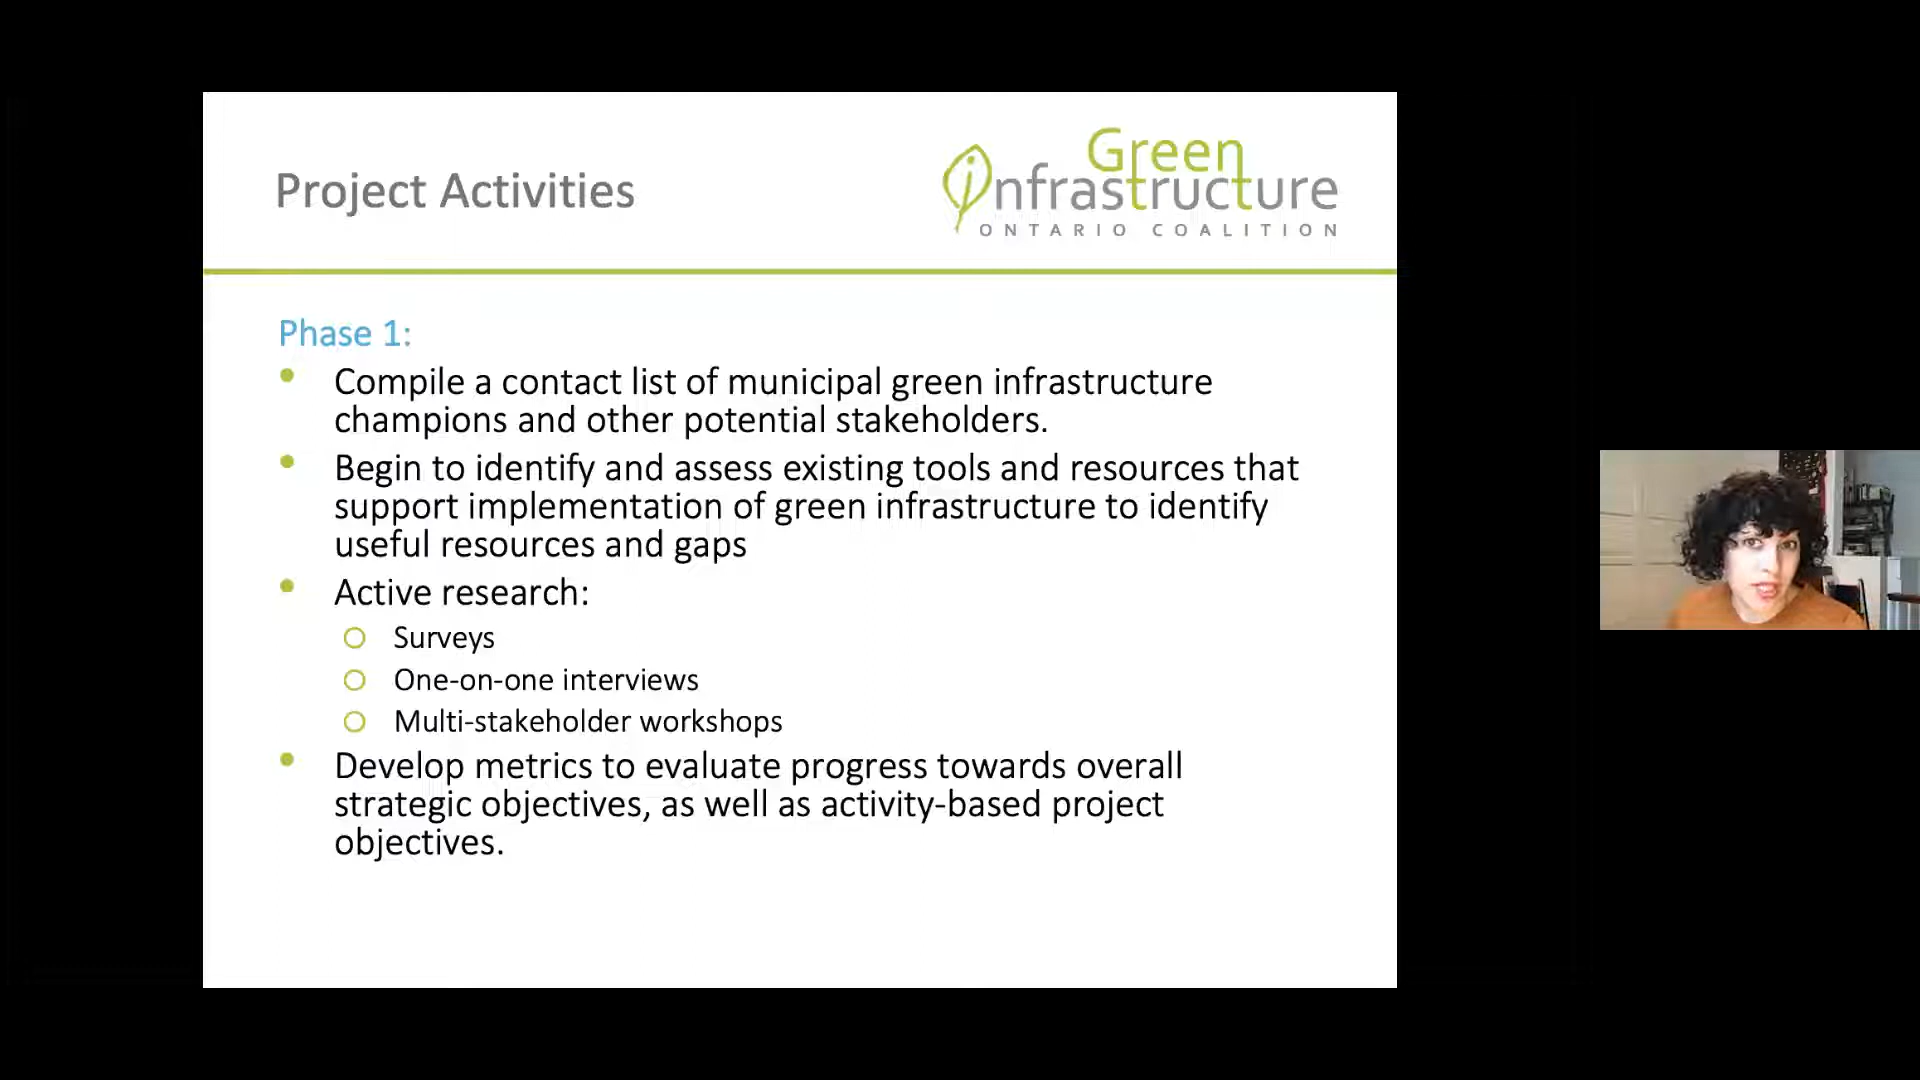 Project Activities
Green
infrastructure
ONTARIO COALITION
Phase 1:
Compile a contact list of municipal green infrastructure
champions and other potential stakeholders.
Begin to identify and assess existing tools and resources that
support implementation of green infrastructure to identify
useful resources and gaps
Active research:
Surveys
One-on-one interviews
Multi-stakeholder workshops
Develop metrics to evaluate progress towards overall
strategic objectives, as well as activity-based project
objectives.